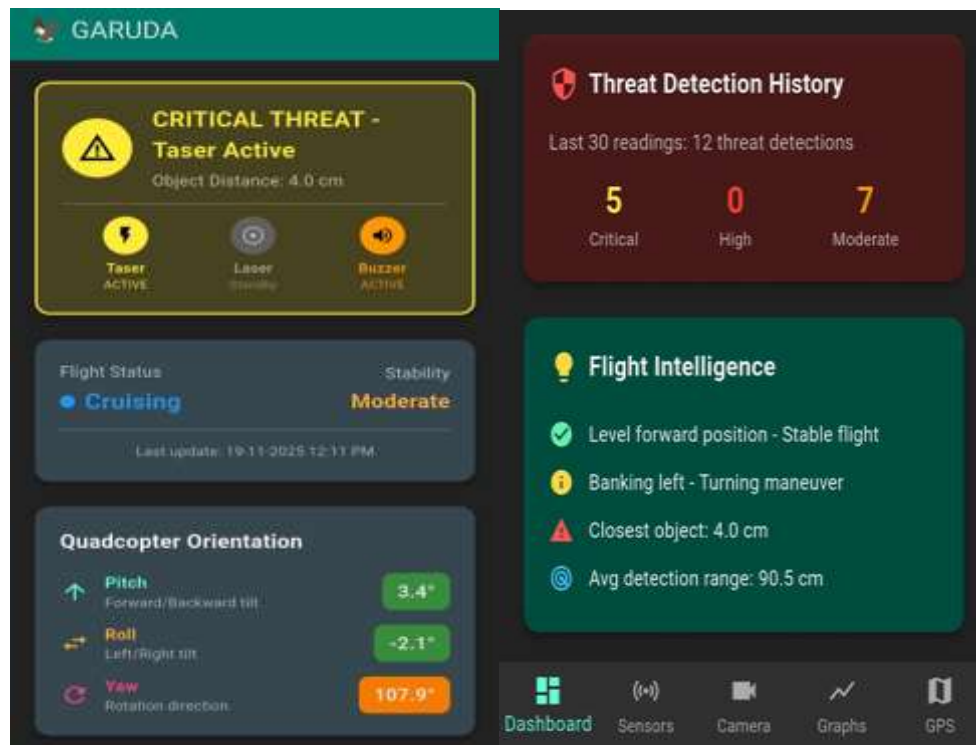 GARUDA
CRITICAL THREAT -
Taser Active
Object Distance: 4.0 cm
Taser
ACTIVE
Laser
Standby
Buzzer
ACTIVE
Flight Status
Stability
Cruising
Moderate
Last update: 19-11-2025 12:11 PM
Quadcopter Orientation
Pitch
Forward/Backward tilt
3.4°
Roll
Left/Right tilt
-2.1°
Yaw
Rotation direction
107.9°
Threat Detection History
Last 30 readings: 12 threat detections
5
0
7
Critical
High
Moderate
Flight Intelligence
Level forward position - Stable flight
Banking left - Turning maneuver
Closest object: 4.0 cm
Avg detection range: 90.5 cm
Dashboard
Sensors
Camera
Graphs
GPS